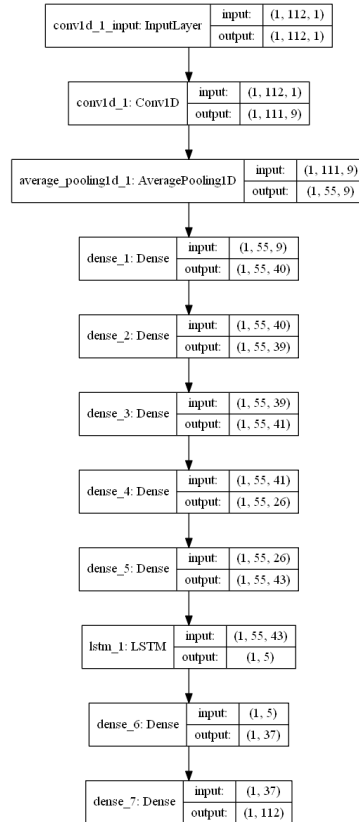 conv1d_1_input: InputLayer input: (1, 112, 1)
output: (1, 112, 1)
conv1d_1: Conv1D input: (1, 112, 1)
output: (1, 111, 9)
average_pooling1d_1: AveragePooling1D input: (1, 111, 9)
output: (1, 55, 9)
dense_1: Dense input: (1, 55, 9)
output: (1, 55, 40)
dense_2: Dense input: (1, 55, 40)
output: (1, 55, 39)
dense_3: Dense input: (1, 55, 39)
output: (1, 55, 41)
dense_4: Dense input: (1, 55, 41)
output: (1, 55, 26)
dense_5: Dense input: (1, 55, 26)
output: (1, 55, 43)
lstm_1: LSTM input: (1, 55, 43)
output: (1, 5)
dense_6: Dense input: (1, 5)
output: (1, 37)
dense_7: Dense input: (1, 37)
output: (1, 112)